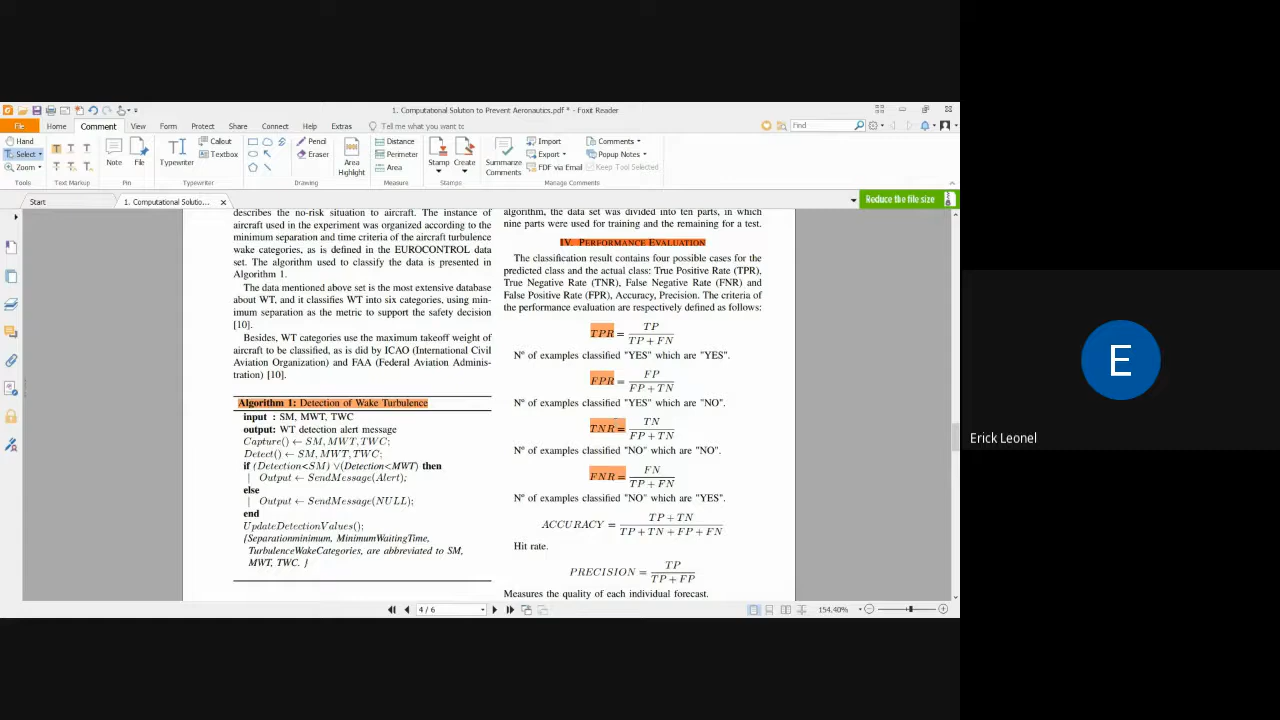 1. Computational Solution to Prevent Aeronautics.pdf * - Foxit Reader
File Home Comment View Form Protect Share Connect Help Extras Tell me what you want to Find
Hand Select Zoom Tools
Text Markup
Note File Pin
Typewriter Callout Textbox Typewriter
Pencil Eraser Drawing
Area Highlight
Distance Perimeter Area Measure
Stamp Create Stamps
Summarize Comments Import Export FDF via Email Comments Popup Notes Keep Tool Selected Manage Comments
Start 1. Computational Solutio... Reduce the file size
describes the no-risk situation to aircraft. The instance of
aircraft used in the experiment was organized according to the
minimum separation and time criteria of the aircraft turbulence
wake categories, as is defined in the EUROCONTROL data
set. The algorithm used to classify the data is presented in
Algorithm 1.
The data mentioned above set is the most extensive database
about WT, and it classifies WT into six categories, using min-
imum separation as the metric to support the safety decision
[10].
Besides, WT categories use the maximum takeoff weight of
aircraft to be classified, as is did by ICAO (International Civil
Aviation Organization) and FAA (Federal Aviation Adminis-
tration) [10].
Algorithm 1: Detection of Wake Turbulence
input : SM, MWT, TWC
output: WT detection alert message
Capture() ← SM, MWT, TWC;
Detect() ← SM, MWT, TWC;
if (Detection<SM) ∨(Detection<MWT) then
Output ← SendMessage(Alert);
else
Output ← SendMessage(NULL);
end
UpdateDetectionValues();
{Separationminimum, MinimumWaitingTime,
TurbulenceWakeCategories, are abbreviated to SM,
MWT, TWC. }
algorithm, the data set was divided into ten parts, in which
nine parts were used for training and the remaining for a test.
IV. PERFORMANCE EVALUATION
The classification result contains four possible cases for the
predicted class and the actual class: True Positive Rate (TPR),
True Negative Rate (TNR), False Negative Rate (FNR) and
False Positive Rate (FPR), Accuracy, Precision. The criteria of
the performance evaluation are respectively defined as follows:
TPR = TP / TP + FN
Nº of examples classified "YES" which are "YES".
FPR = FP / FP + TN
Nº of examples classified "YES" which are "NO".
TNR = TN / FP + TN
Nº of examples classified "NO" which are "NO".
FNR = FN / TP + FN
Nº of examples classified "NO" which are "YES".
ACCURACY = TP + TN / TP + TN + FP + FN
Hit rate.
PRECISION = TP / TP + FP
Measures the quality of each individual forecast.
4 / 6
154.40%
E
Erick Leonel